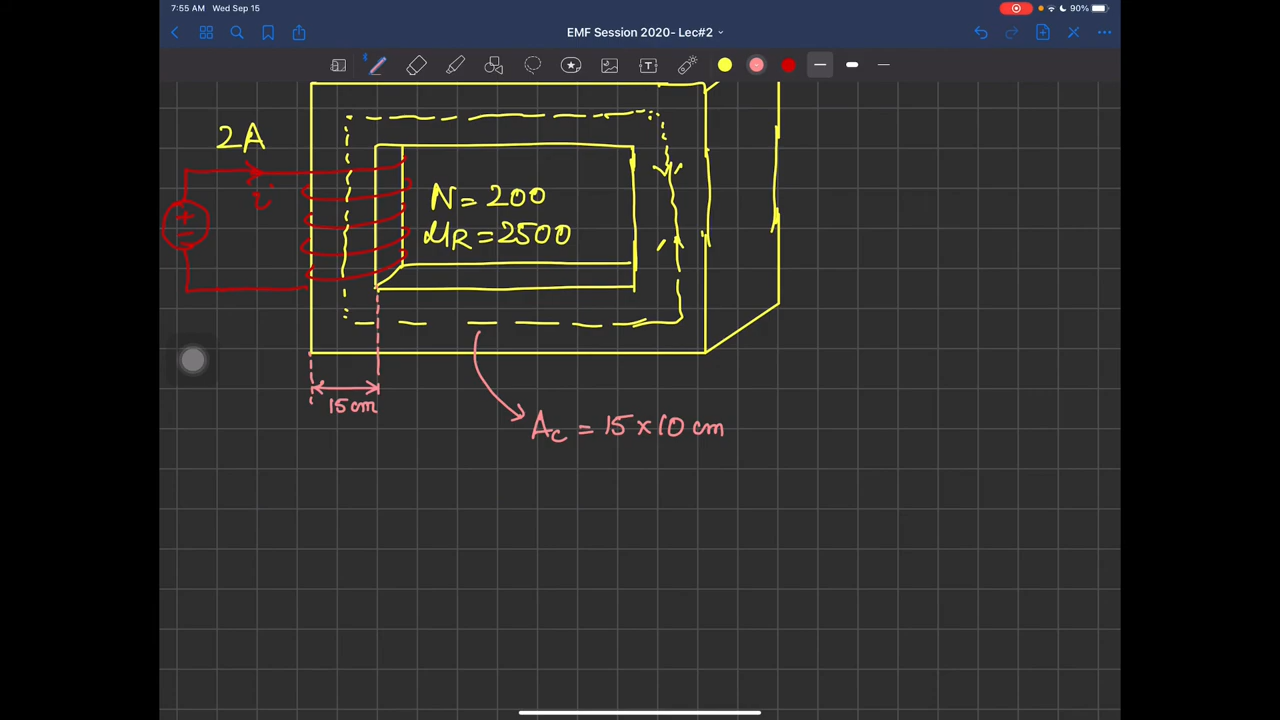 7:55 AM Wed Sep 15
90%
EMF Session 2020- Lec#2
2A
i
N = 200
μR = 2500
15 cm
Ac = 15 x 10 cm